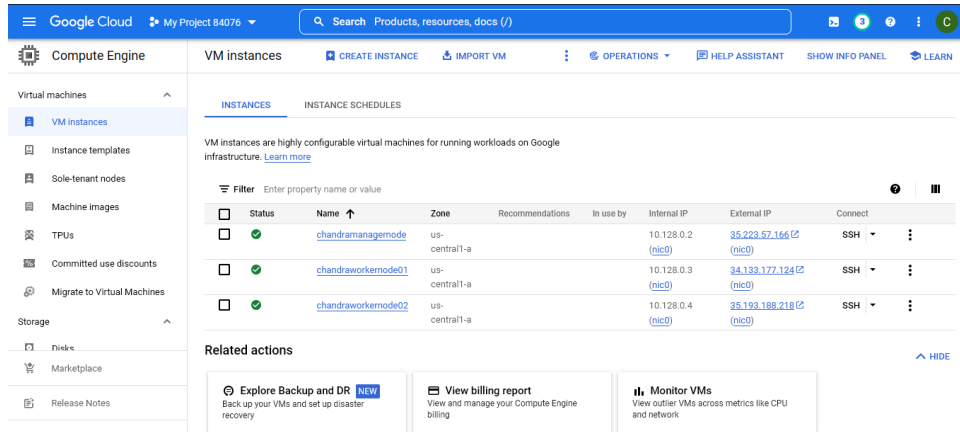 Google Cloud My Project 84076 Search Products, resources, docs (/) 3 ? C
Compute Engine
VM instances CREATE INSTANCE IMPORT VM OPERATIONS HELP ASSISTANT SHOW INFO PANEL LEARN
Virtual machines
VM instances
Instance templates
Sole-tenant nodes
Machine images
TPUs
Committed use discounts
Migrate to Virtual Machines
Storage
Disks
Marketplace
Release Notes
INSTANCES INSTANCE SCHEDULES
VM instances are highly configurable virtual machines for running workloads on Google
infrastructure. Learn more
Filter Enter property name or value
Status Name Zone Recommendations In use by Internal IP External IP Connect
chandramanagernode us- 10.128.0.2 35.223.57.166 SSH
central1-a (nic0) (nic0)
chandraworkernode01 us- 10.128.0.3 34.133.177.124 SSH
central1-a (nic0) (nic0)
chandraworkernode02 us- 10.128.0.4 35.193.188.218 SSH
central1-a (nic0) (nic0)
Related actions HIDE
Explore Backup and DR NEW
Back up your VMs and set up disaster
recovery
View billing report
View and manage your Compute Engine
billing
Monitor VMs
View outlier VMs across metrics like CPU
and network